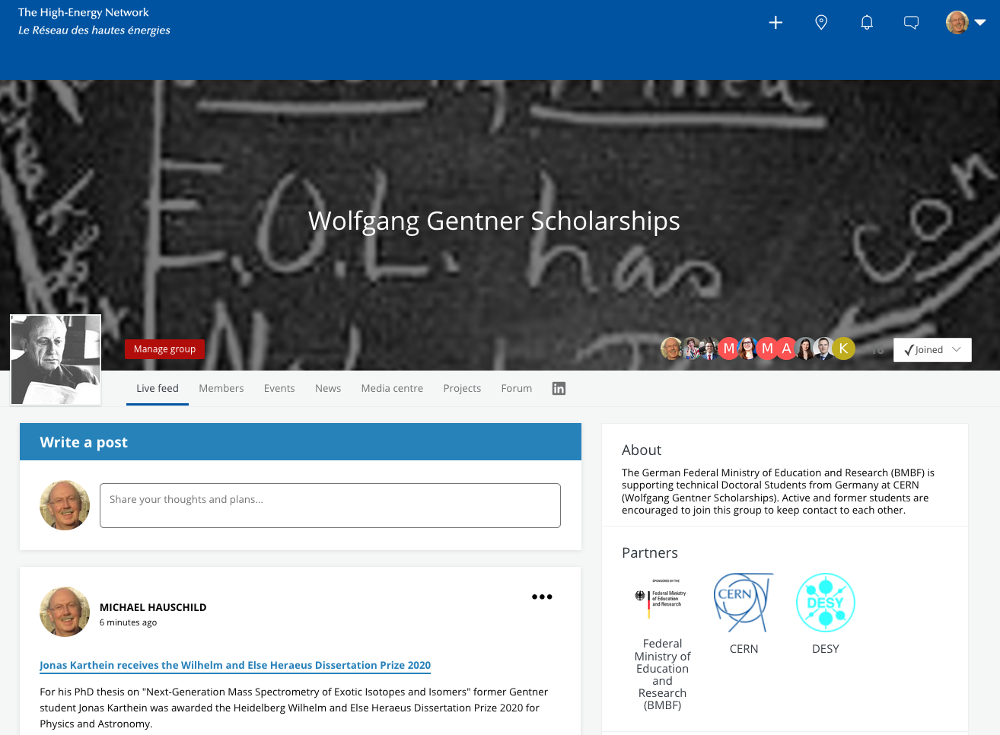 The High-Energy Network
Le Réseau des hautes énergies
E.O.L. has
Con
Wolfgang Gentner Scholarships
Manage group
M
M
A
K
Joined
Live feed
Members
Events
News
Media centre
Projects
Forum
in
Write a post
Share your thoughts and plans...
MICHAEL HAUSCHILD
6 minutes ago
Jonas Karthein receives the Wilhelm and Else Heraeus Dissertation Prize 2020
For his PhD thesis on "Next-Generation Mass Spectrometry of Exotic Isotopes and Isomers" former Gentner
student Jonas Karthein was awarded the Heidelberg Wilhelm and Else Heraeus Dissertation Prize 2020 for
Physics and Astronomy.
About
The German Federal Ministry of Education and Research (BMBF) is
supporting technical Doctoral Students from Germany at CERN
(Wolfgang Gentner Scholarships). Active and former students are
encouraged to join this group to keep contact to each other.
Partners
SPONSORED BY THE
Federal Ministry
of Education
and Research
CERN
DESY
Federal
Ministry of
Education
and
Research
(BMBF)
CERN
DESY